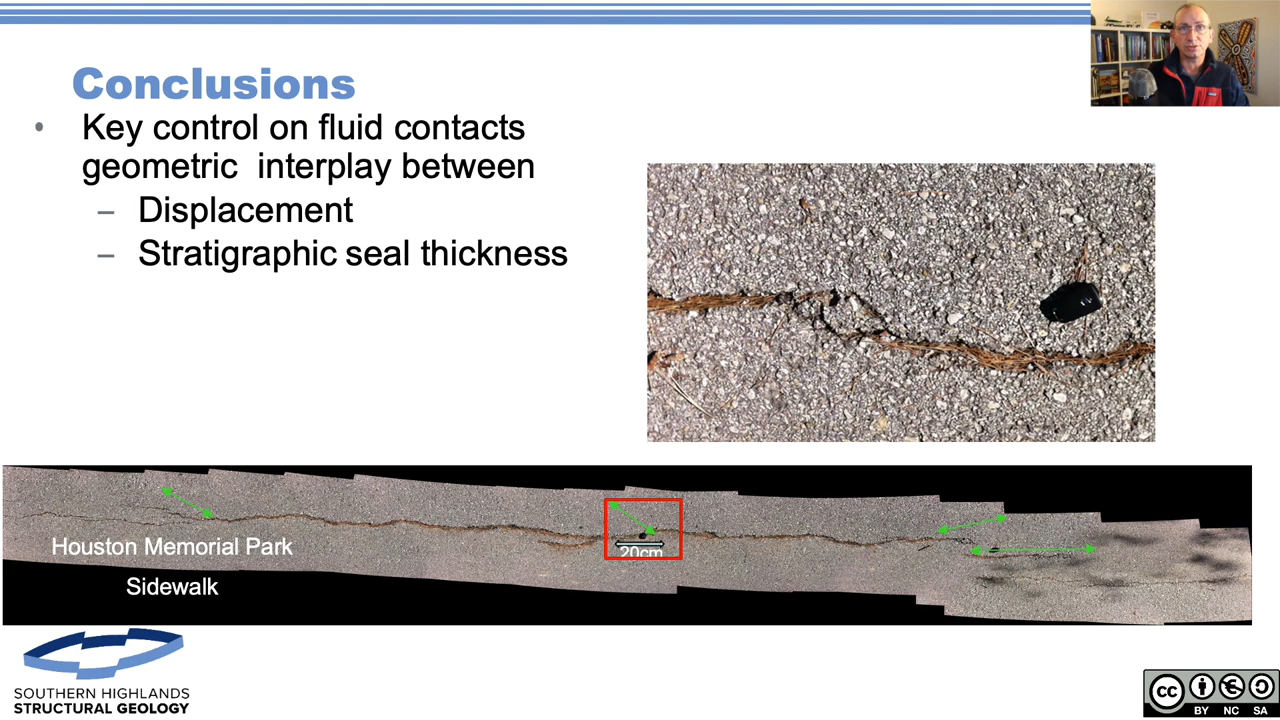 Conclusions
• Key control on fluid contacts
geometric interplay between
– Displacement
– Stratigraphic seal thickness
20cm
Houston Memorial Park
Sidewalk
SOUTHERN HIGHLANDS
STRUCTURAL GEOLOGY
cc
BY NC SA